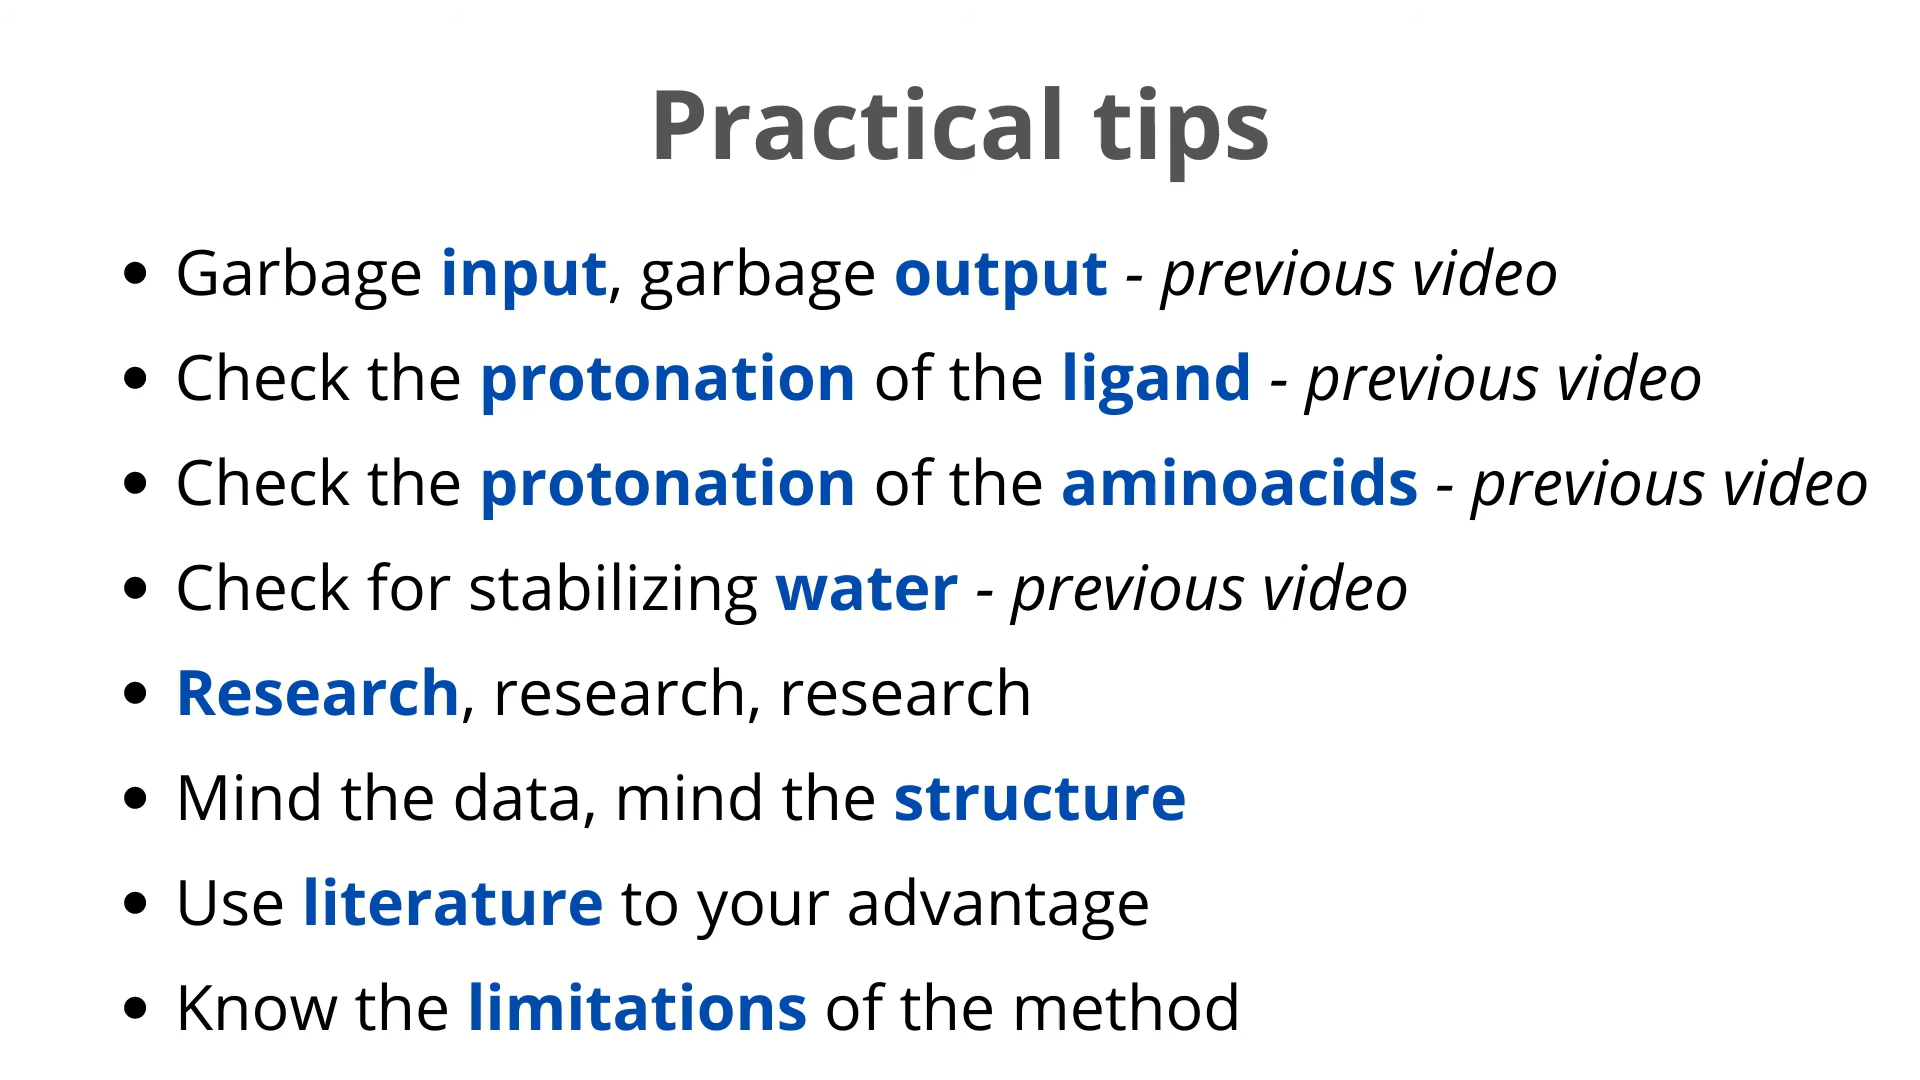 Practical tips
• Garbage input, garbage output - previous video
• Check the protonation of the ligand - previous video
• Check the protonation of the aminoacids - previous video
• Check for stabilizing water - previous video
• Research, research, research
• Mind the data, mind the structure
• Use literature to your advantage
• Know the limitations of the method